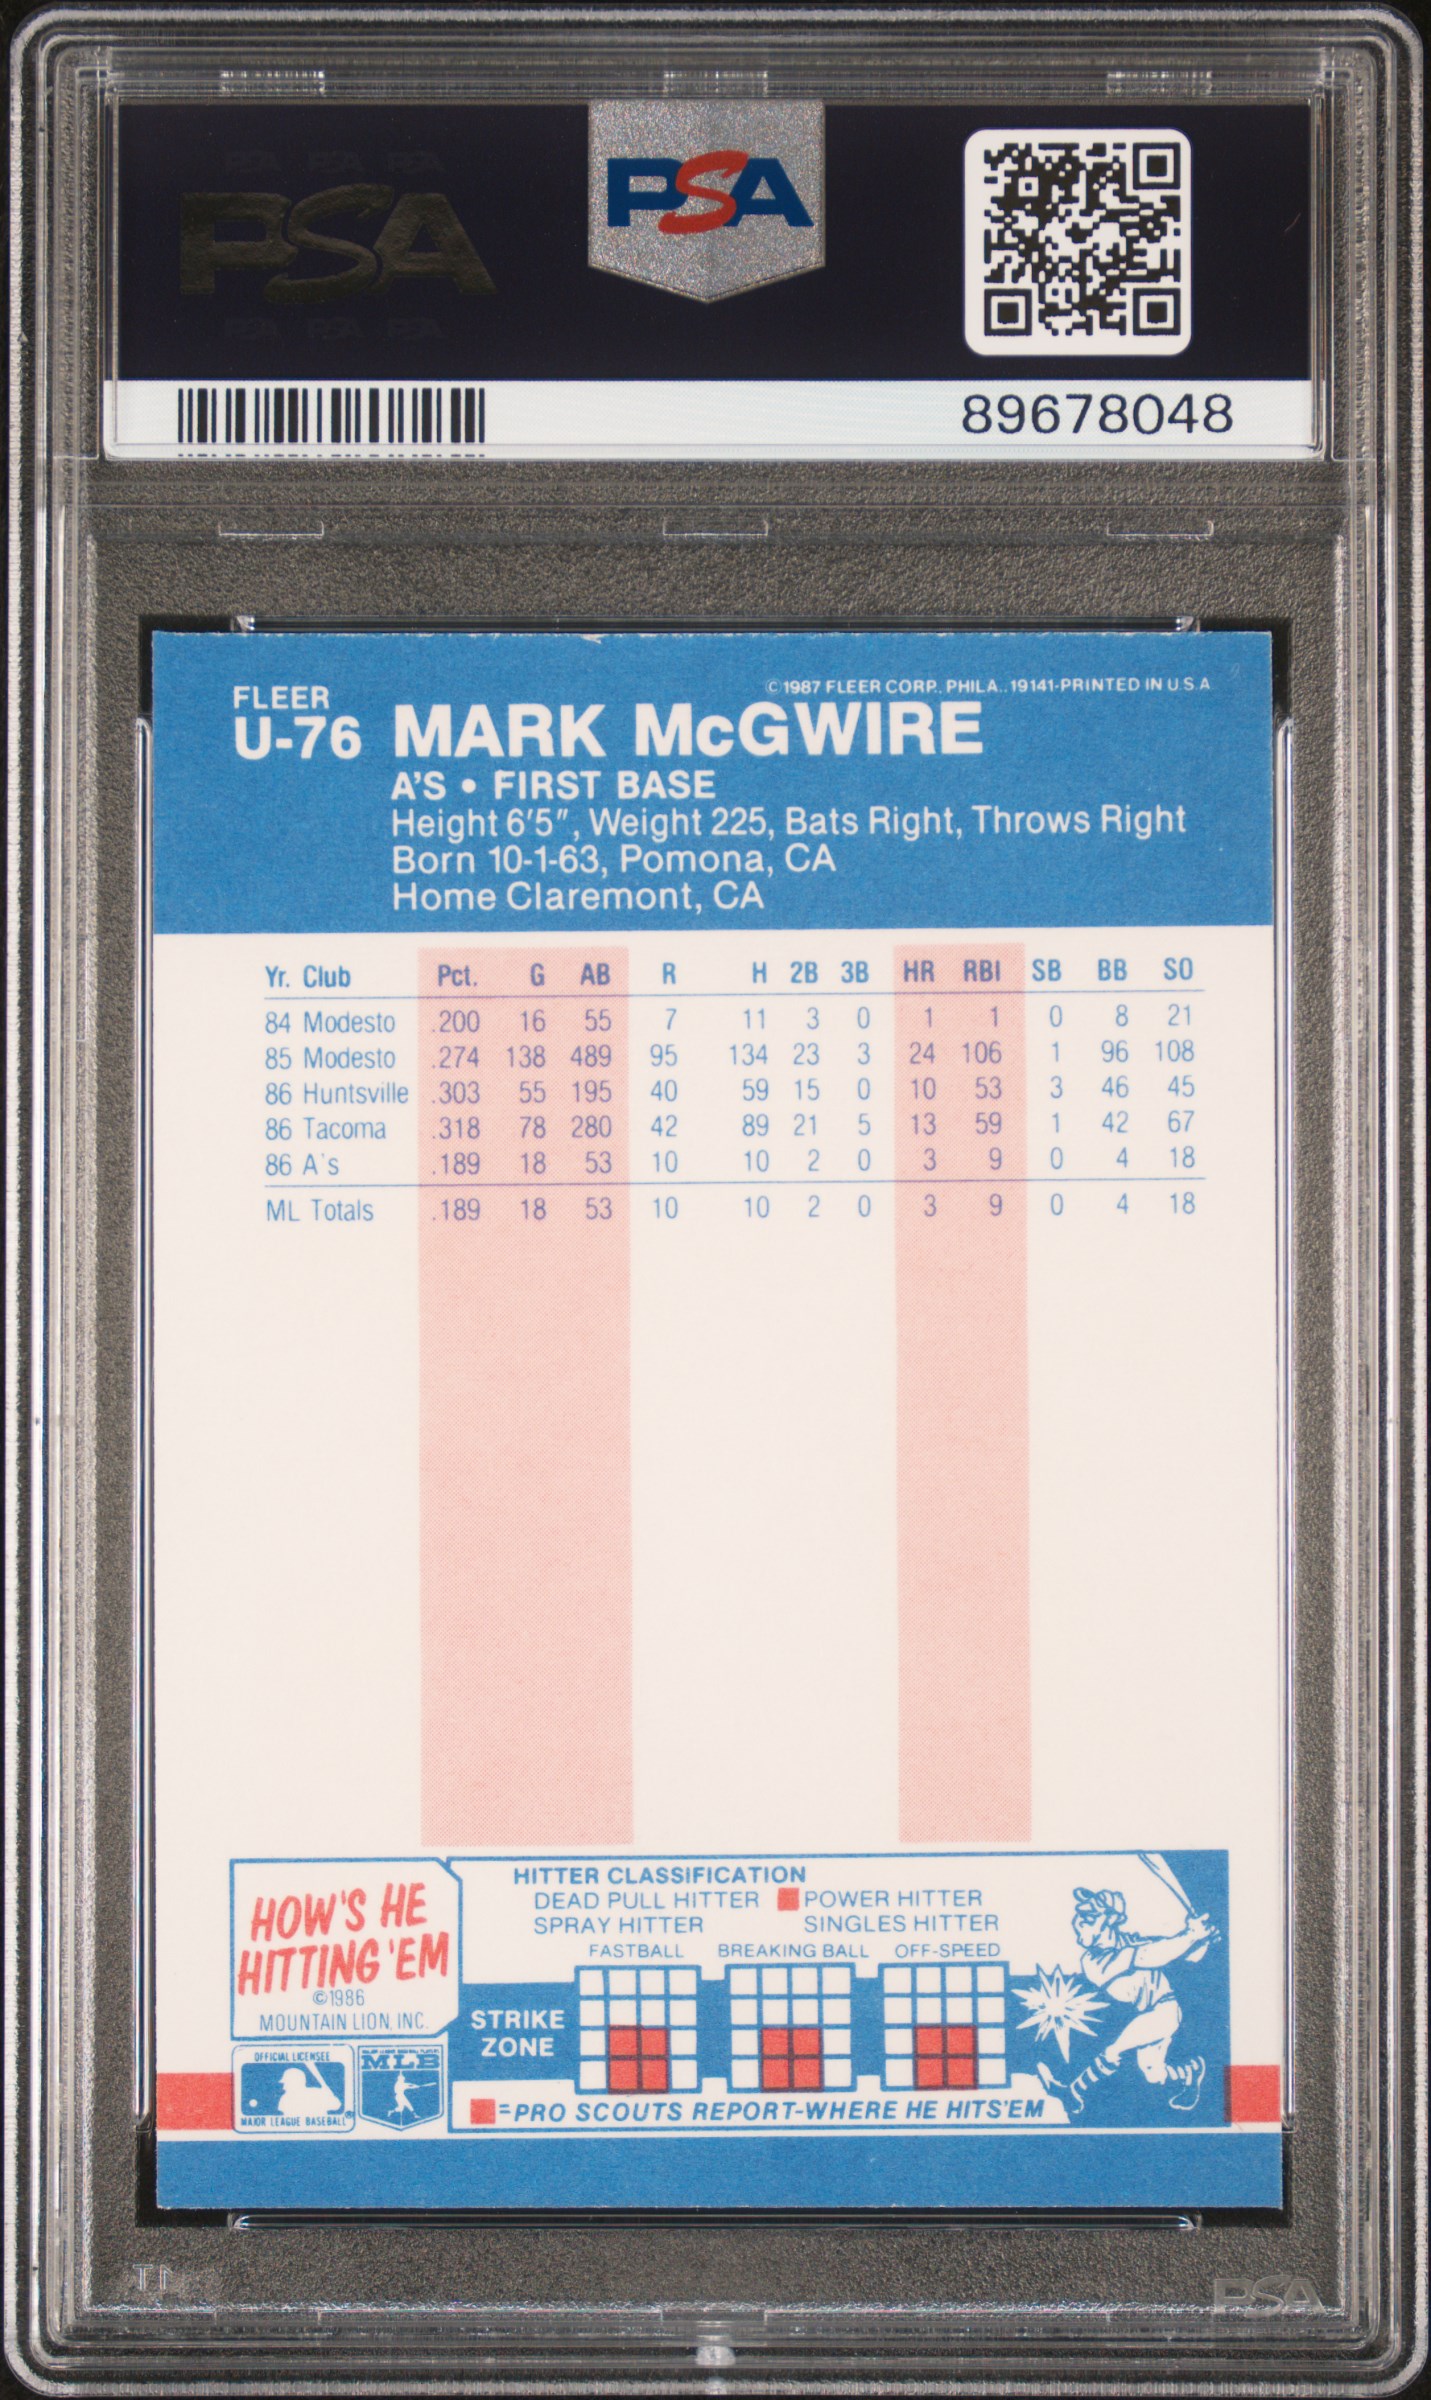 PSA PSA PSA
PSA
PSA PSA PSA
PSA
89678048
©1987 FLEER CORP. PHILA. 19141-PRINTED IN U.S.A
FLEER
U-76 MARK McGWIRE
A'S • FIRST BASE
Height 6'5", Weight 225, Bats Right, Throws Right
Born 10-1-63, Pomona, CA
Home Claremont, CA
Yr. Club Pct. G AB R H 2B 3B HR RBI SB BB SO
84 Modesto .200 16 55 7 11 3 0 1 1 0 8 21
85 Modesto .274 138 489 95 134 23 3 24 106 1 96 108
86 Huntsville .303 55 195 40 59 15 0 10 53 3 46 45
86 Tacoma .318 78 280 42 89 21 5 13 59 1 42 67
86 A's .189 18 53 10 10 2 0 3 9 0 4 18
ML Totals .189 18 53 10 10 2 0 3 9 0 4 18
HOW'S HE
HITTING 'EM
©1986
MOUNTAIN LION, INC.
HITTER CLASSIFICATION
DEAD PULL HITTER POWER HITTER
SPRAY HITTER SINGLES HITTER
FASTBALL BREAKING BALL OFF-SPEED
STRIKE
ZONE
=PRO SCOUTS REPORT-WHERE HE HITS'EM
OFFICIAL LICENSEE
MAJOR LEAGUE BASEBALL
MLB
PSA